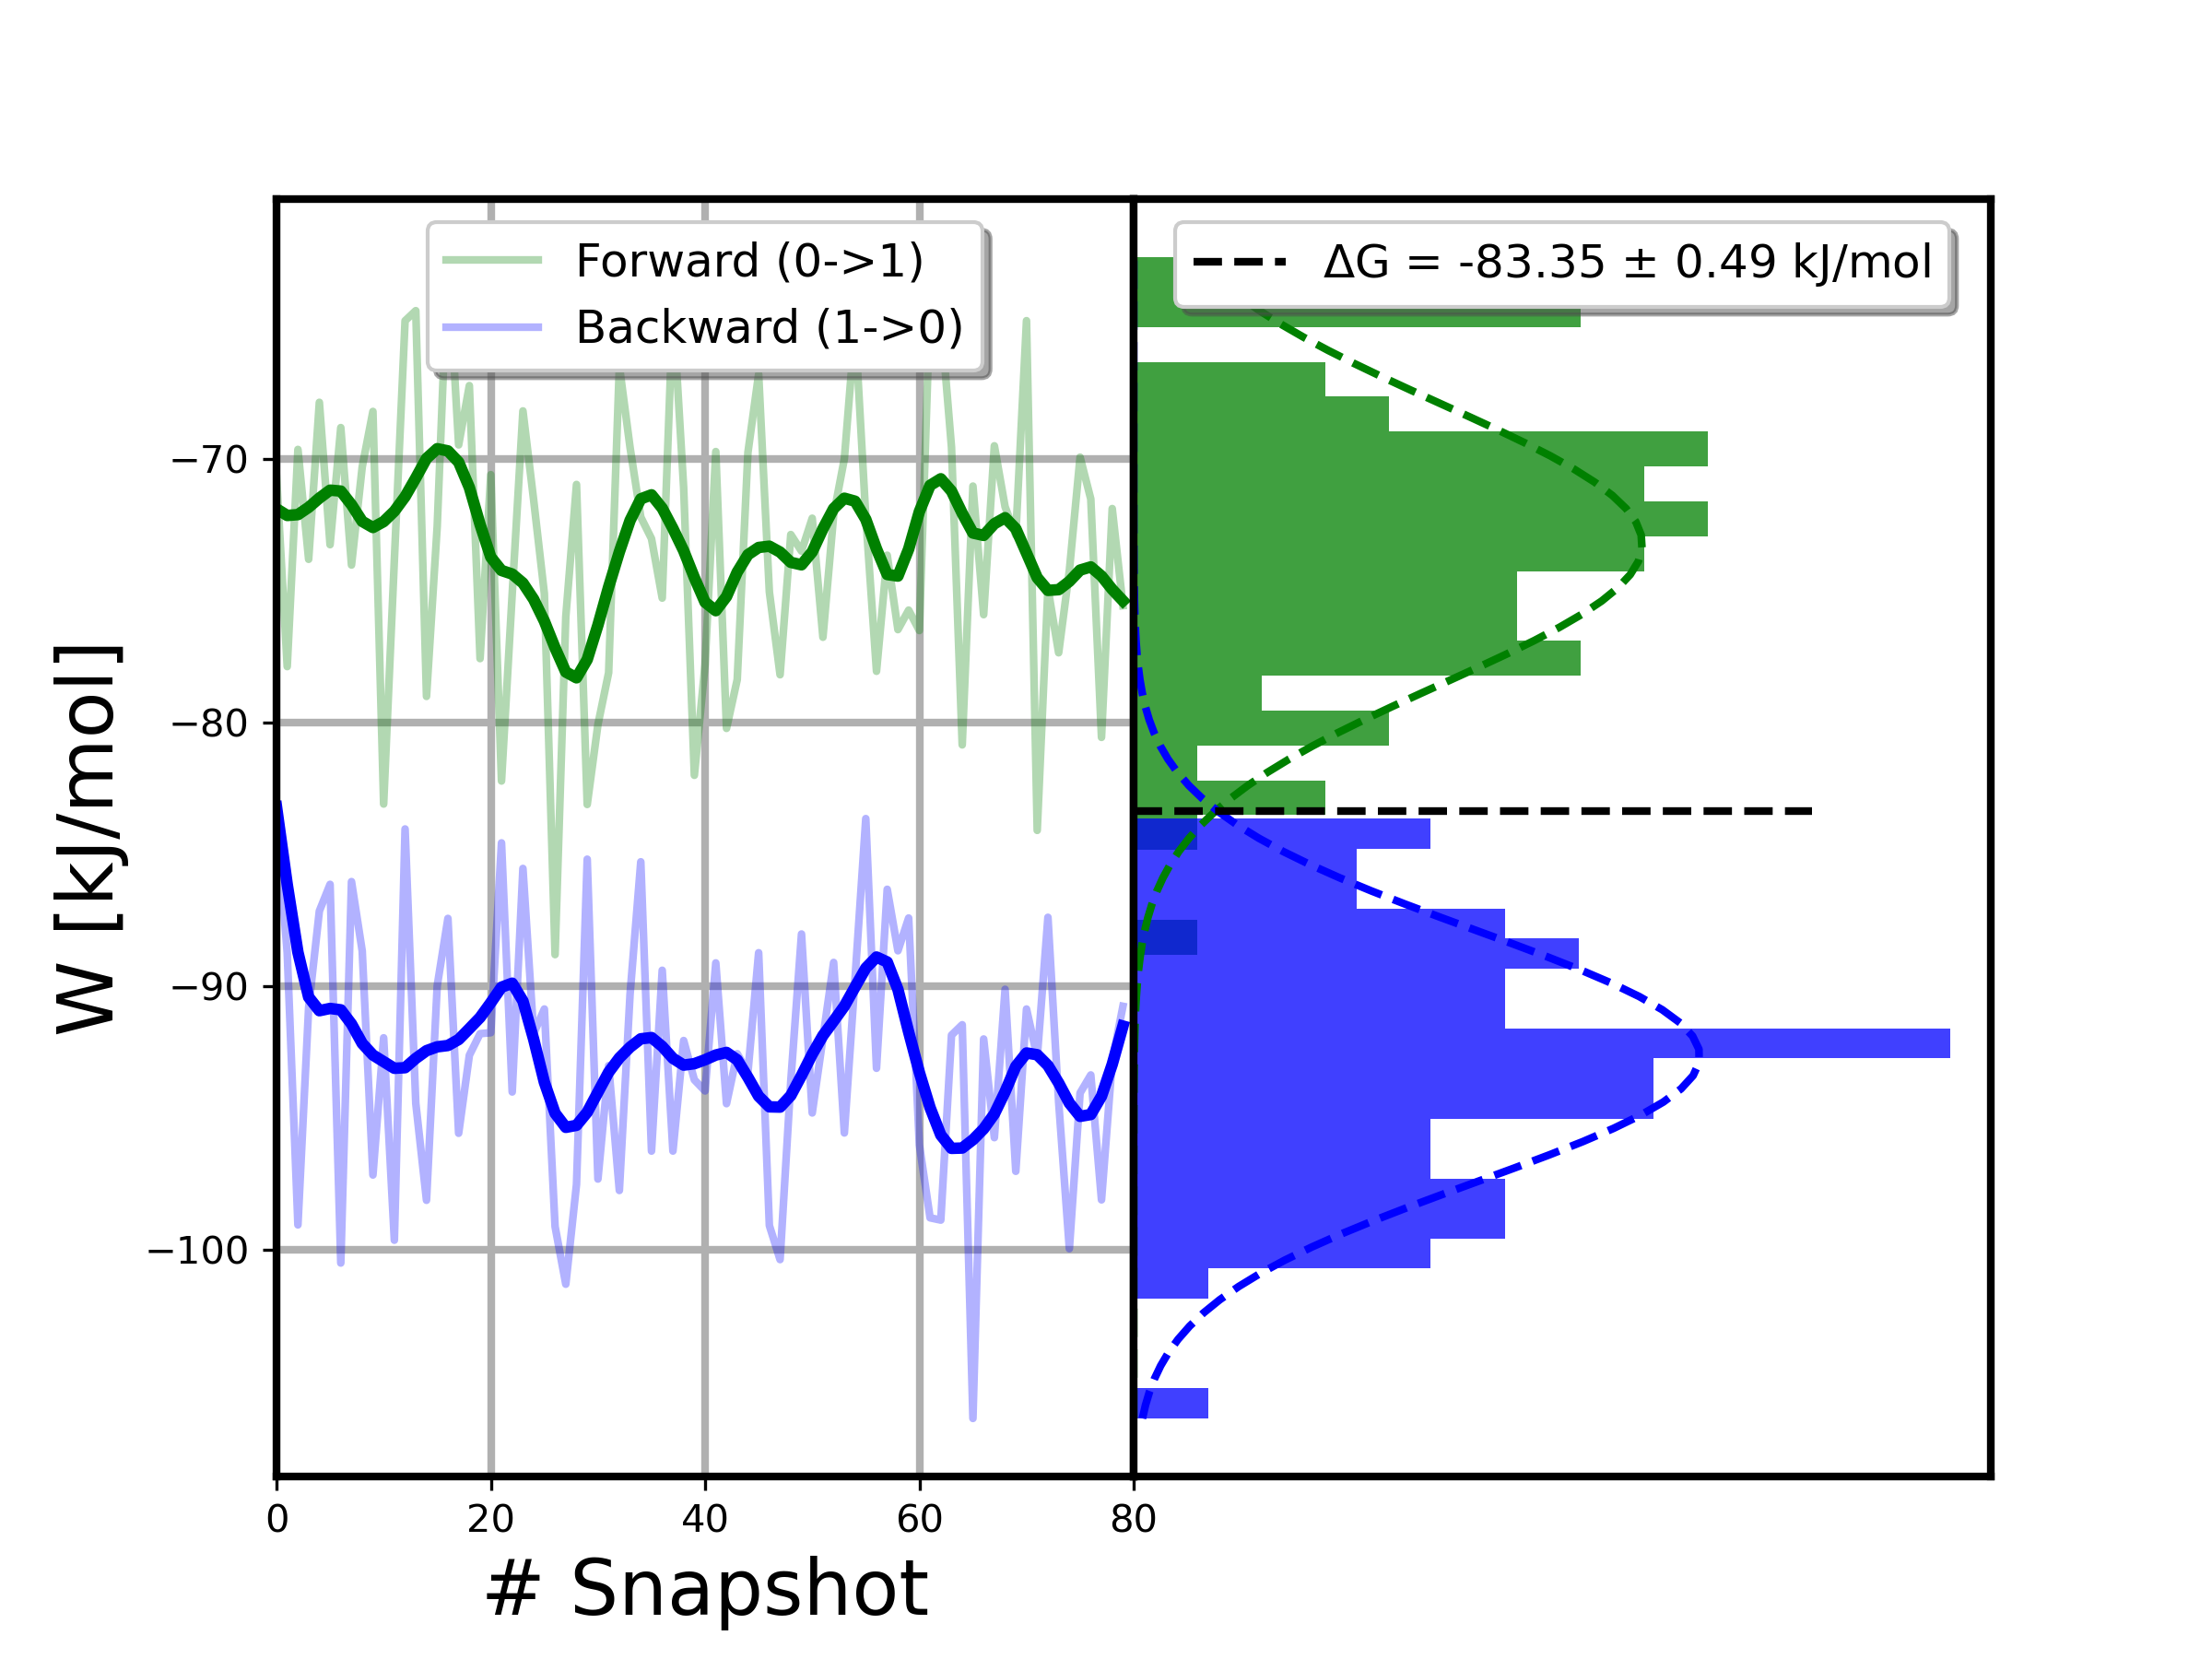 Forward (0->1)
Backward (1->0)
ΔG = -83.35 ± 0.49 kJ/mol
W [kJ/mol]
−70
−80
−90
−100
0 20 40 60 80
# Snapshot